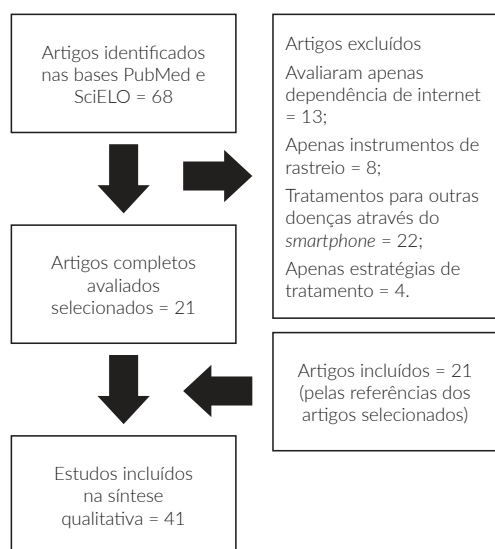 Artigos identificados
nas bases PubMed e
SciELO = 68
Artigos excluídos
Avaliaram apenas
dependência de internet
= 13;
Apenas instrumentos de
rastreio = 8;
Tratamentos para outras
doenças através do
smartphone = 22;
Apenas estratégias de
tratamento = 4.
Artigos completos
avaliados
selecionados = 21
Artigos incluídos = 21
(pelas referências dos
artigos selecionados)
Estudos incluídos
na síntese
qualitativa = 41